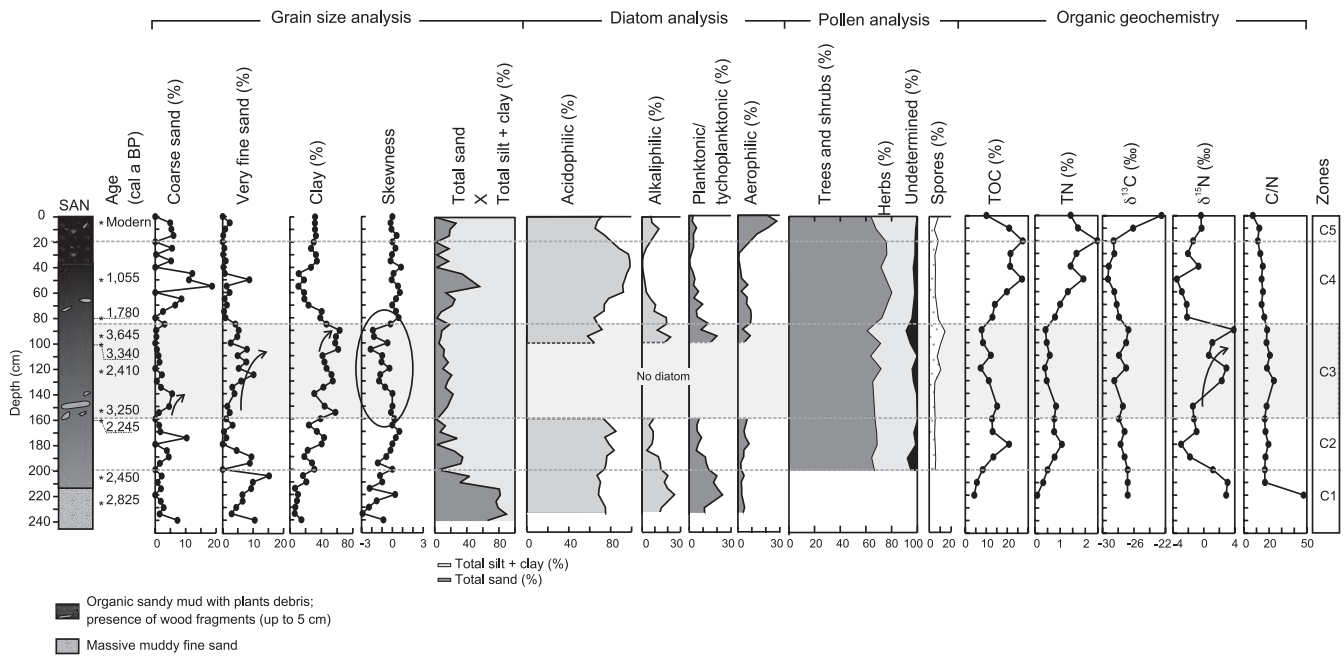 Grain size analysis
Diatom analysis
Pollen analysis
Organic geochemistry
SAN
Age
(cal a BP)
Coarse sand (%)
Very fine sand (%)
Clay (%)
Skewness
Total sand
X
Total silt + clay (%)
Acidophilic (%)
Alkaliphilic (%)
Planktonic/
tychoplanktonic (%)
Aerophilic (%)
Trees and shrubs (%)
Herbs (%)
Undetermined (%)
Spores (%)
TOC (%)
TN (%)
δ¹³C (‰)
δ¹⁵N (‰)
C/N
Zones
Depth (cm)
0
20
40
60
80
100
120
140
160
180
200
220
240
*Modern
*1,055
*1,780
*3,645
*3,340
*2,410
*3,250
*2,245
*2,450
*2,825
No diatom
C5
C4
C3
C2
C1
0 10 20
0 10 20
0 40 80
-3 0 3
0 20 40 60 80 100
0 40 80
0 30
0 30
0 30
0 20 40 60 80 100
0 20
0 10 20
0 1 2
-30 -26 -22
-4 0 4
0 20 50
Total silt + clay (%)
Total sand (%)
Organic sandy mud with plants debris;
presence of wood fragments (up to 5 cm)
Massive muddy fine sand